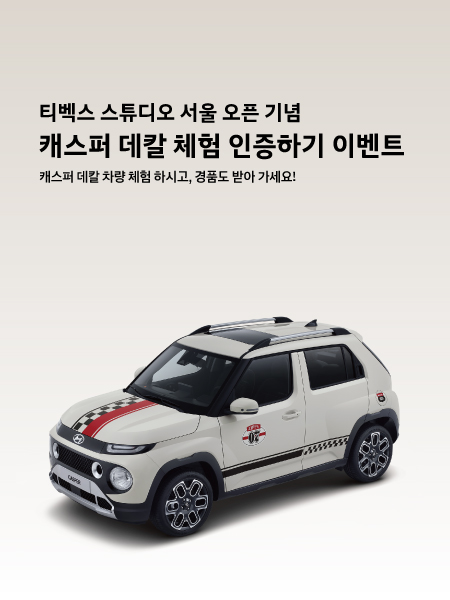 티벡스 스튜디오 서울 오픈 기념
캐스퍼 데칼 체험 인증하기 이벤트
캐스퍼 데칼 차량 체험 하시고, 경품도 받아 가세요!
07
CASPER